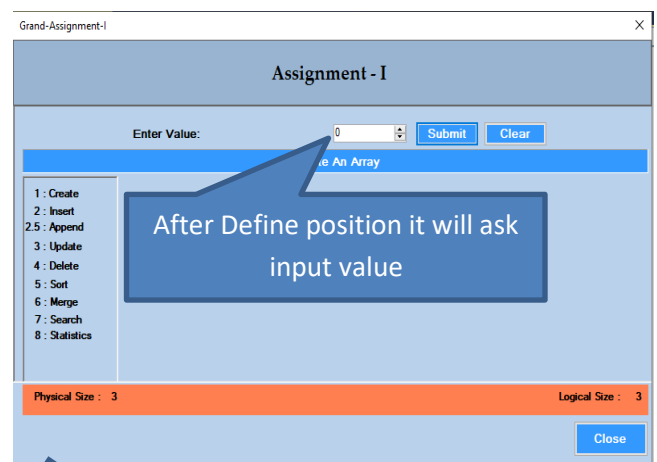 Grand-Assignment-I
Assignment - I
Enter Value: 0 Submit Clear
e An Array
1 : Create
2 : Insert
2.5 : Append
3 : Update
4 : Delete
5 : Sort
6 : Merge
7 : Search
8 : Statistics
After Define position it will ask
input value
Physical Size : 3 Logical Size : 3
Close